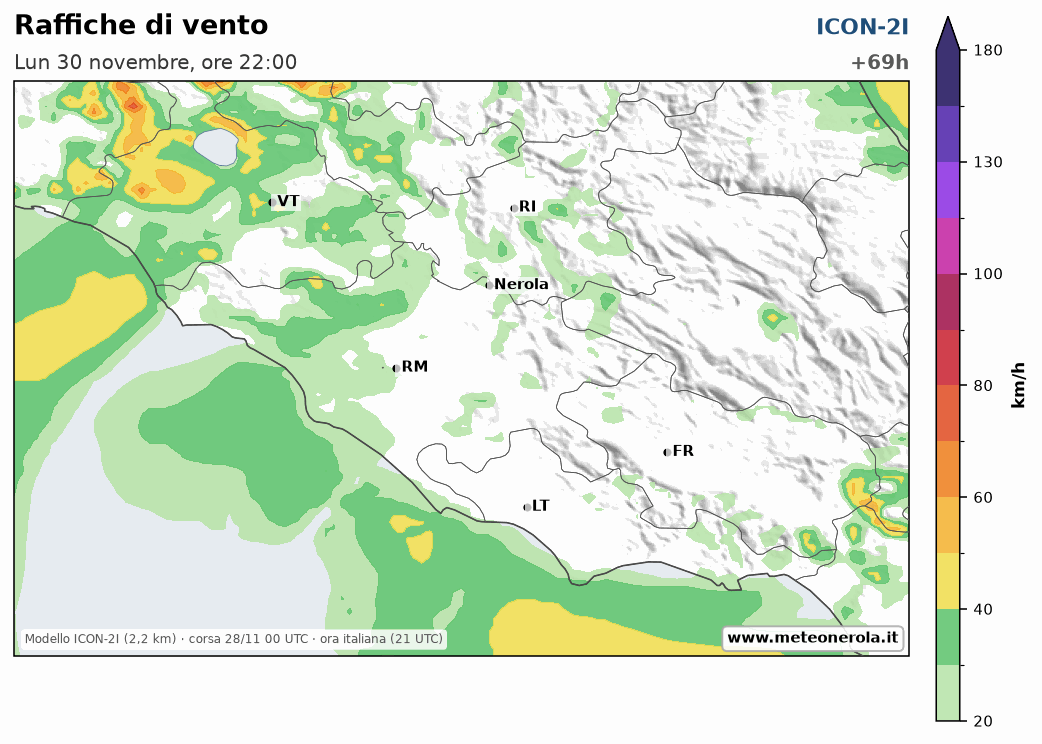 Raffiche di vento
ICON-2I
Lun 30 novembre, ore 22:00
+69h
180
130
100
80
60
40
20
km/h
VT
RI
Nerola
RM
FR
LT
Modello ICON-2I (2,2 km) · corsa 28/11 00 UTC · ora italiana (21 UTC)
www.meteonerola.it